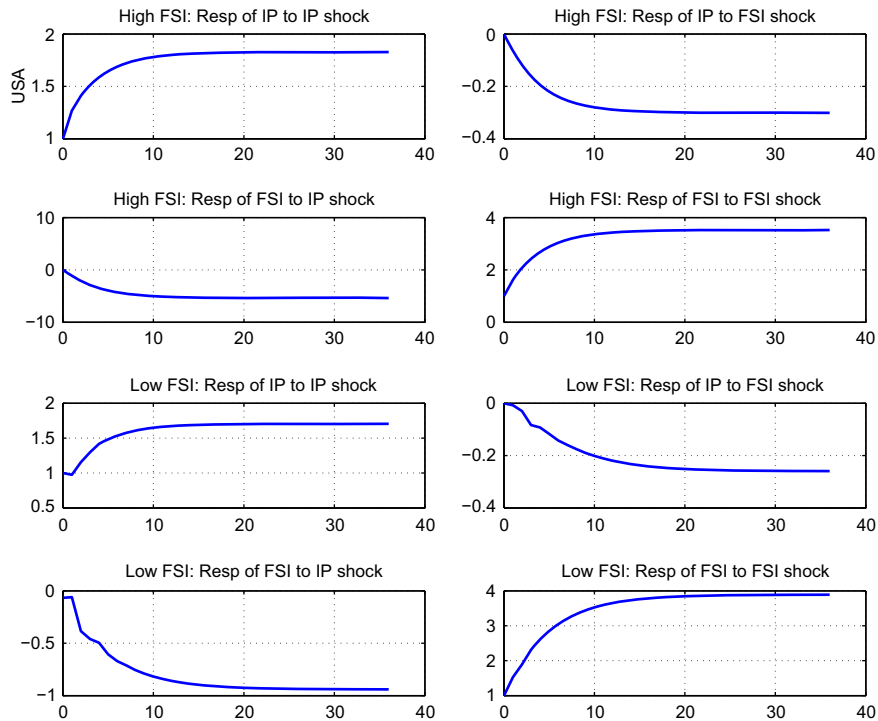 High FSI: Resp of IP to IP shock
2
1.5
1
USA
0 10 20 30 40
High FSI: Resp of IP to FSI shock
0
−0.2
−0.4
0 10 20 30 40
High FSI: Resp of FSI to IP shock
10
0
−10
0 10 20 30 40
High FSI: Resp of FSI to FSI shock
4
2
0
0 10 20 30 40
Low FSI: Resp of IP to IP shock
2
1.5
1
0.5
0 10 20 30 40
Low FSI: Resp of IP to FSI shock
0
−0.2
−0.4
0 10 20 30 40
Low FSI: Resp of FSI to IP shock
0
−0.5
−1
0 10 20 30 40
Low FSI: Resp of FSI to FSI shock
4
3
2
1
0 10 20 30 40